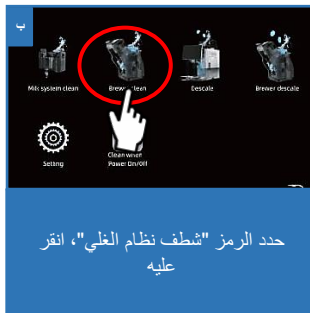 ب
Milk system clean
Brewer clean
Descale
Brewer descale
Setting
Clean when
Power On/Off
حدد الرمز "شطف نظام الغلي"، انقر
عليه